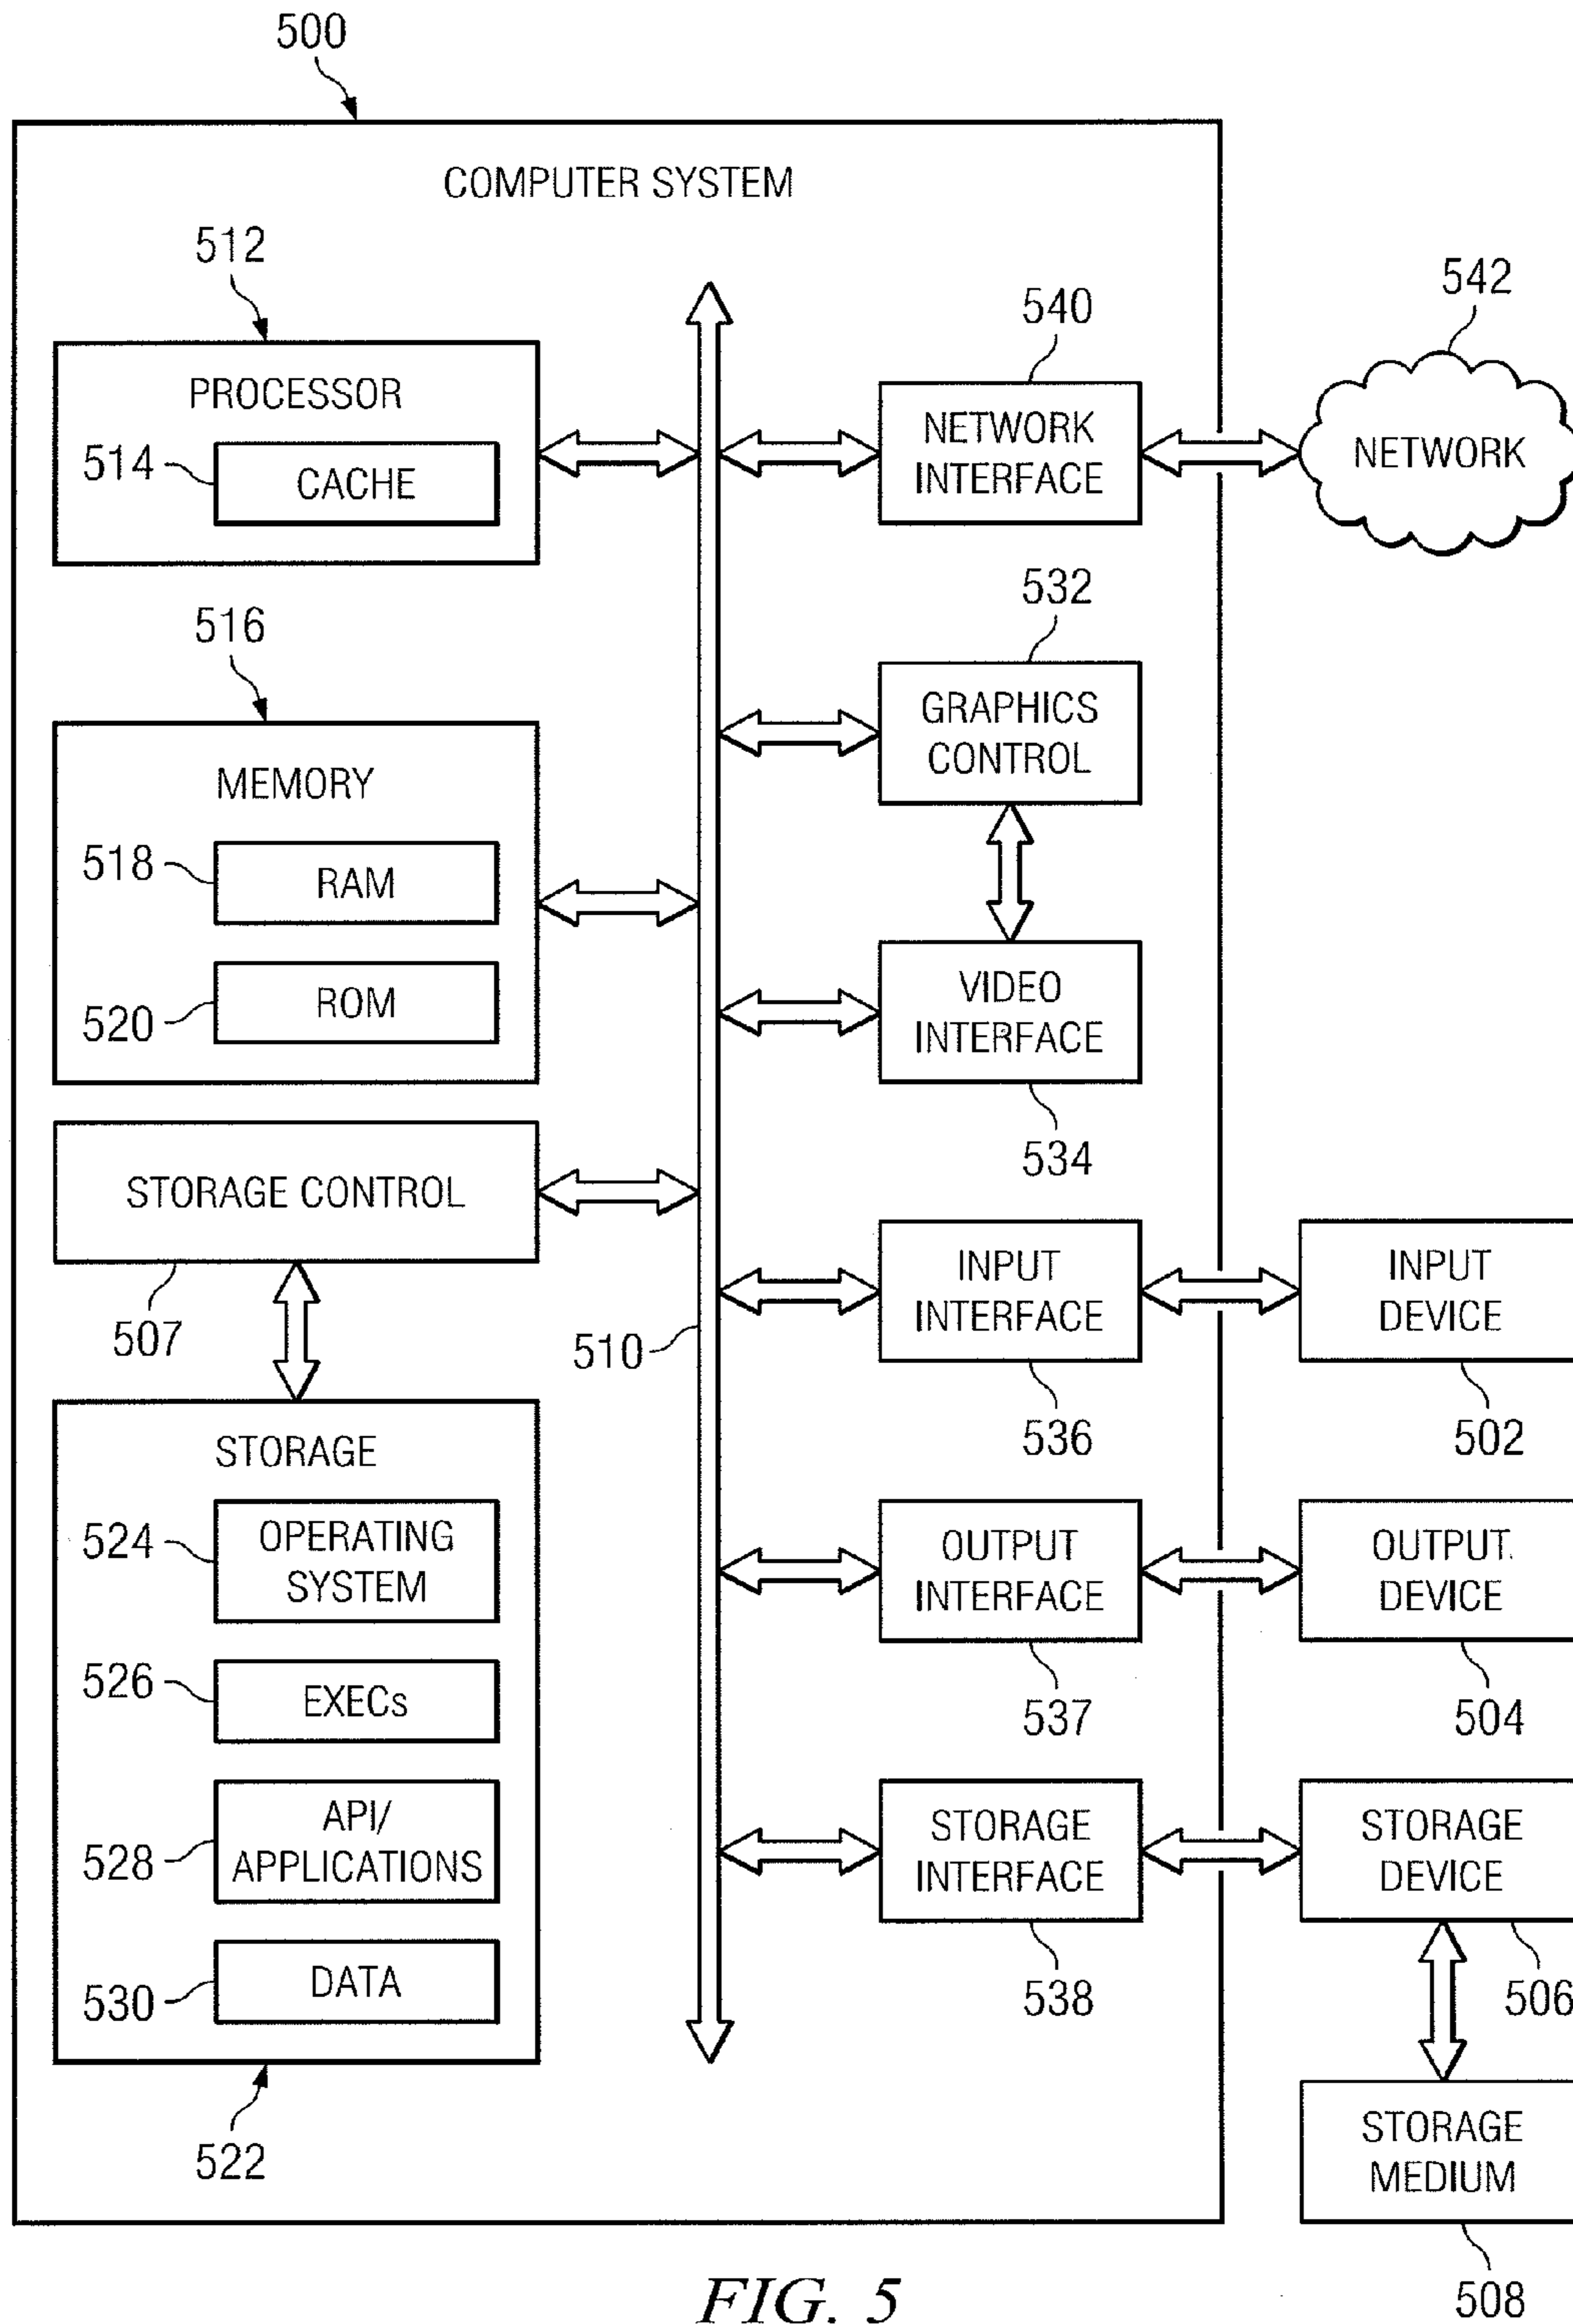 500
COMPUTER SYSTEM
512
PROCESSOR
514
CACHE
540
NETWORK
INTERFACE
542
NETWORK
516
MEMORY
518
RAM
520
ROM
532
GRAPHICS
CONTROL
VIDEO
INTERFACE
534
STORAGE CONTROL
507
510
INPUT
INTERFACE
536
INPUT
DEVICE
502
STORAGE
524
OPERATING
SYSTEM
526
EXECs
528
API/
APPLICATIONS
530
DATA
522
OUTPUT
INTERFACE
537
OUTPUT
DEVICE
504
STORAGE
INTERFACE
538
STORAGE
DEVICE
506
STORAGE
MEDIUM
508
FIG. 5